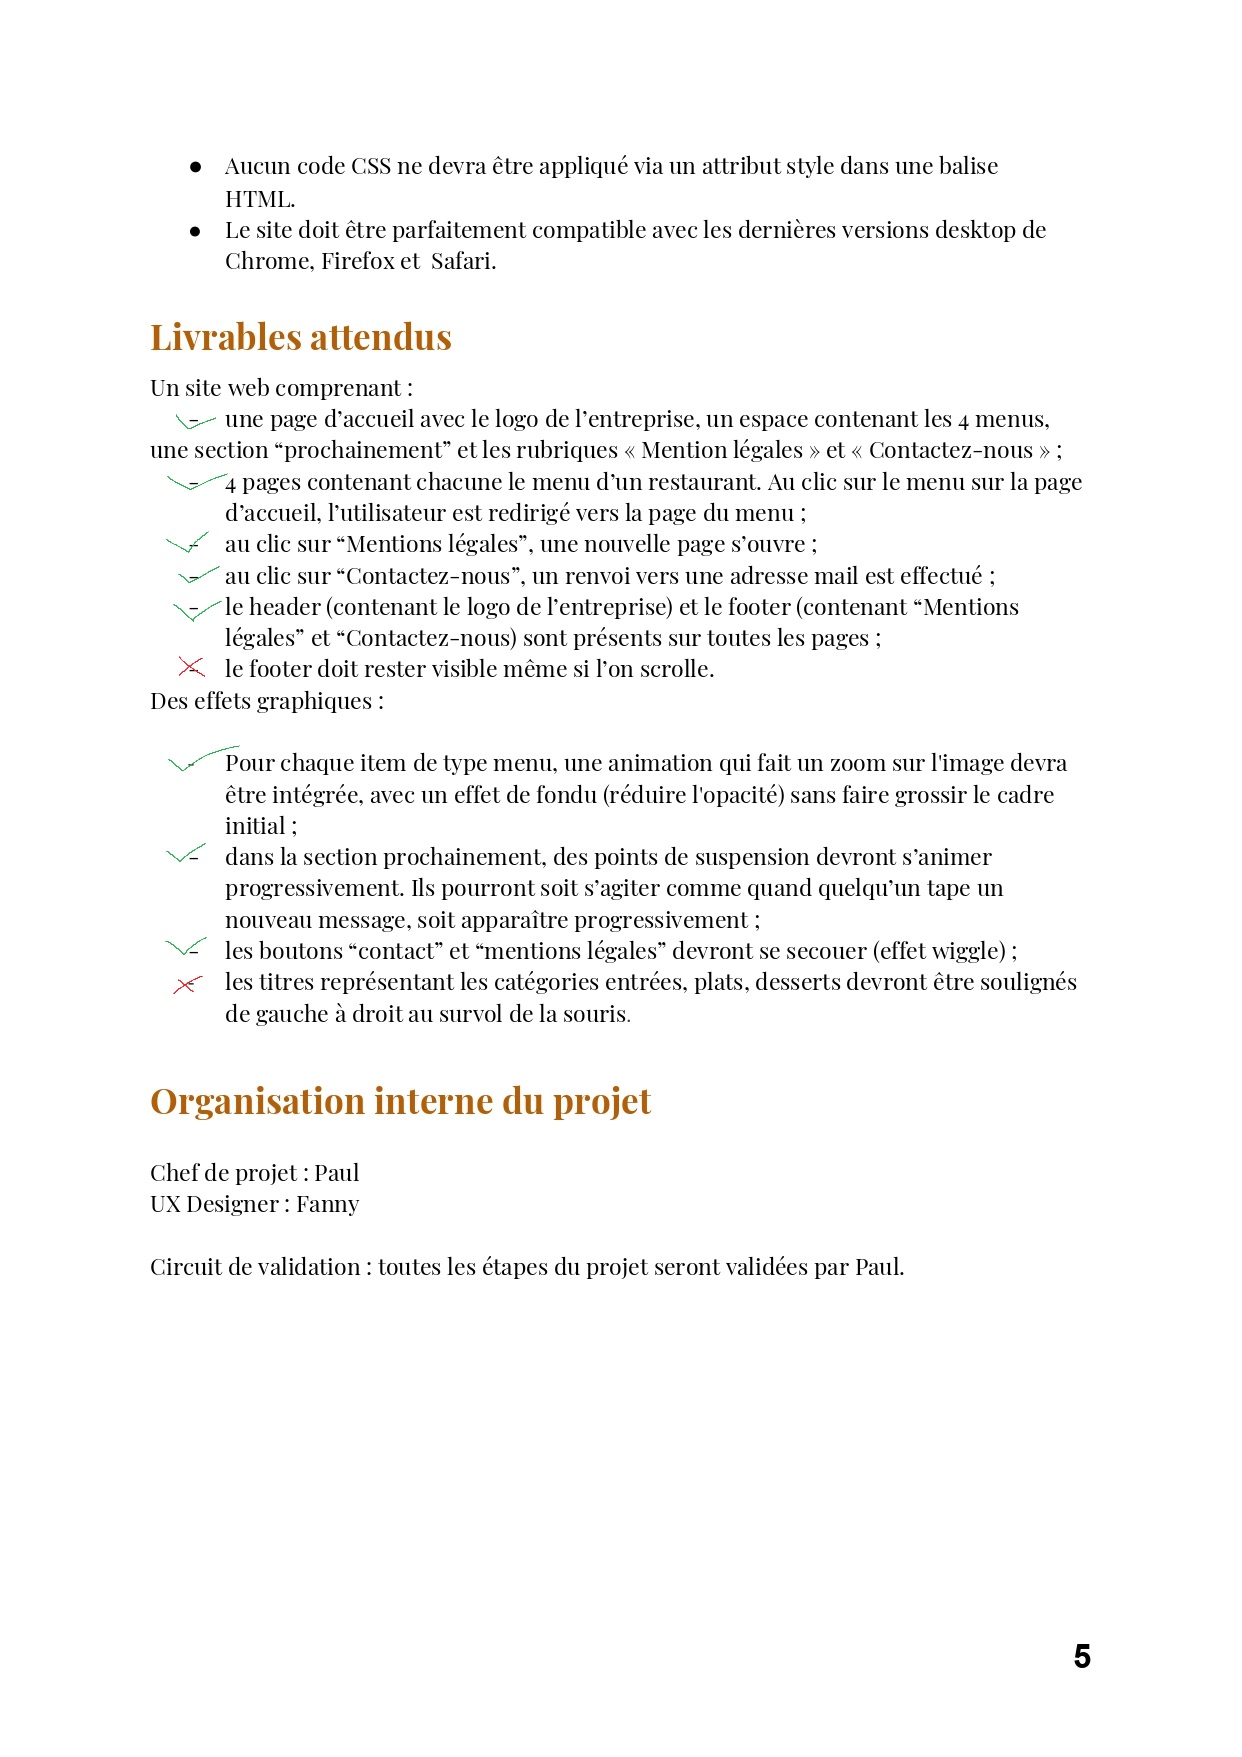 ● Aucun code CSS ne devra être appliqué via un attribut style dans une balise
HTML.
● Le site doit être parfaitement compatible avec les dernières versions desktop de
Chrome, Firefox et Safari.
Livrables attendus
Un site web comprenant :
- une page d’accueil avec le logo de l’entreprise, un espace contenant les 4 menus,
une section “prochainement” et les rubriques « Mention légales » et « Contactez-nous » ;
- 4 pages contenant chacune le menu d’un restaurant. Au clic sur le menu sur la page
d’accueil, l’utilisateur est redirigé vers la page du menu ;
- au clic sur “Mentions légales”, une nouvelle page s’ouvre ;
- au clic sur “Contactez-nous”, un renvoi vers une adresse mail est effectué ;
- le header (contenant le logo de l’entreprise) et le footer (contenant “Mentions
légales” et “Contactez-nous) sont présents sur toutes les pages ;
- le footer doit rester visible même si l’on scrolle.
Des effets graphiques :
- Pour chaque item de type menu, une animation qui fait un zoom sur l'image devra
être intégrée, avec un effet de fondu (réduire l'opacité) sans faire grossir le cadre
initial ;
- dans la section prochainement, des points de suspension devront s’animer
progressivement. Ils pourront soit s’agiter comme quand quelqu’un tape un
nouveau message, soit apparaître progressivement ;
- les boutons “contact” et “mentions légales” devront se secouer (effet wiggle) ;
- les titres représentant les catégories entrées, plats, desserts devront être soulignés
de gauche à droit au survol de la souris.
Organisation interne du projet
Chef de projet : Paul
UX Designer : Fanny
Circuit de validation : toutes les étapes du projet seront validées par Paul.
5